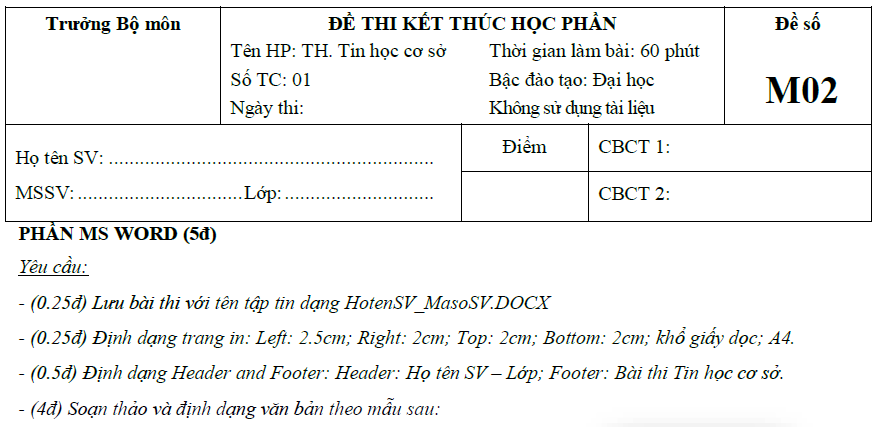 Trưởng Bộ môn
ĐỀ THI KẾT THÚC HỌC PHẦN
Tên HP: TH. Tin học cơ sở
Thời gian làm bài: 60 phút
Số TC: 01
Bậc đào tạo: Đại học
Ngày thi:
Không sử dụng tài liệu
Đề số
M02
Họ tên SV: ................................................................
MSSV: ................................Lớp: .............................
Điểm
CBCT 1:
CBCT 2:
PHẦN MS WORD (5đ)
Yêu cầu:
- (0.25đ) Lưu bài thi với tên tập tin dạng HotenSV_MasoSV.DOCX
- (0.25đ) Định dạng trang in: Left: 2.5cm; Right: 2cm; Top: 2cm; Bottom: 2cm; khổ giấy dọc; A4.
- (0.5đ) Định dạng Header and Footer: Header: Họ tên SV – Lớp; Footer: Bài thi Tin học cơ sở.
- (4đ) Soạn thảo và định dạng văn bản theo mẫu sau: